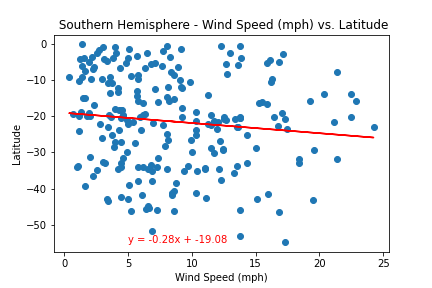 Southern Hemisphere - Wind Speed (mph) vs. Latitude
0
−10
−20
−30
−40
−50
Latitude
y = -0.28x + -19.08
0 5 10 15 20 25
Wind Speed (mph)